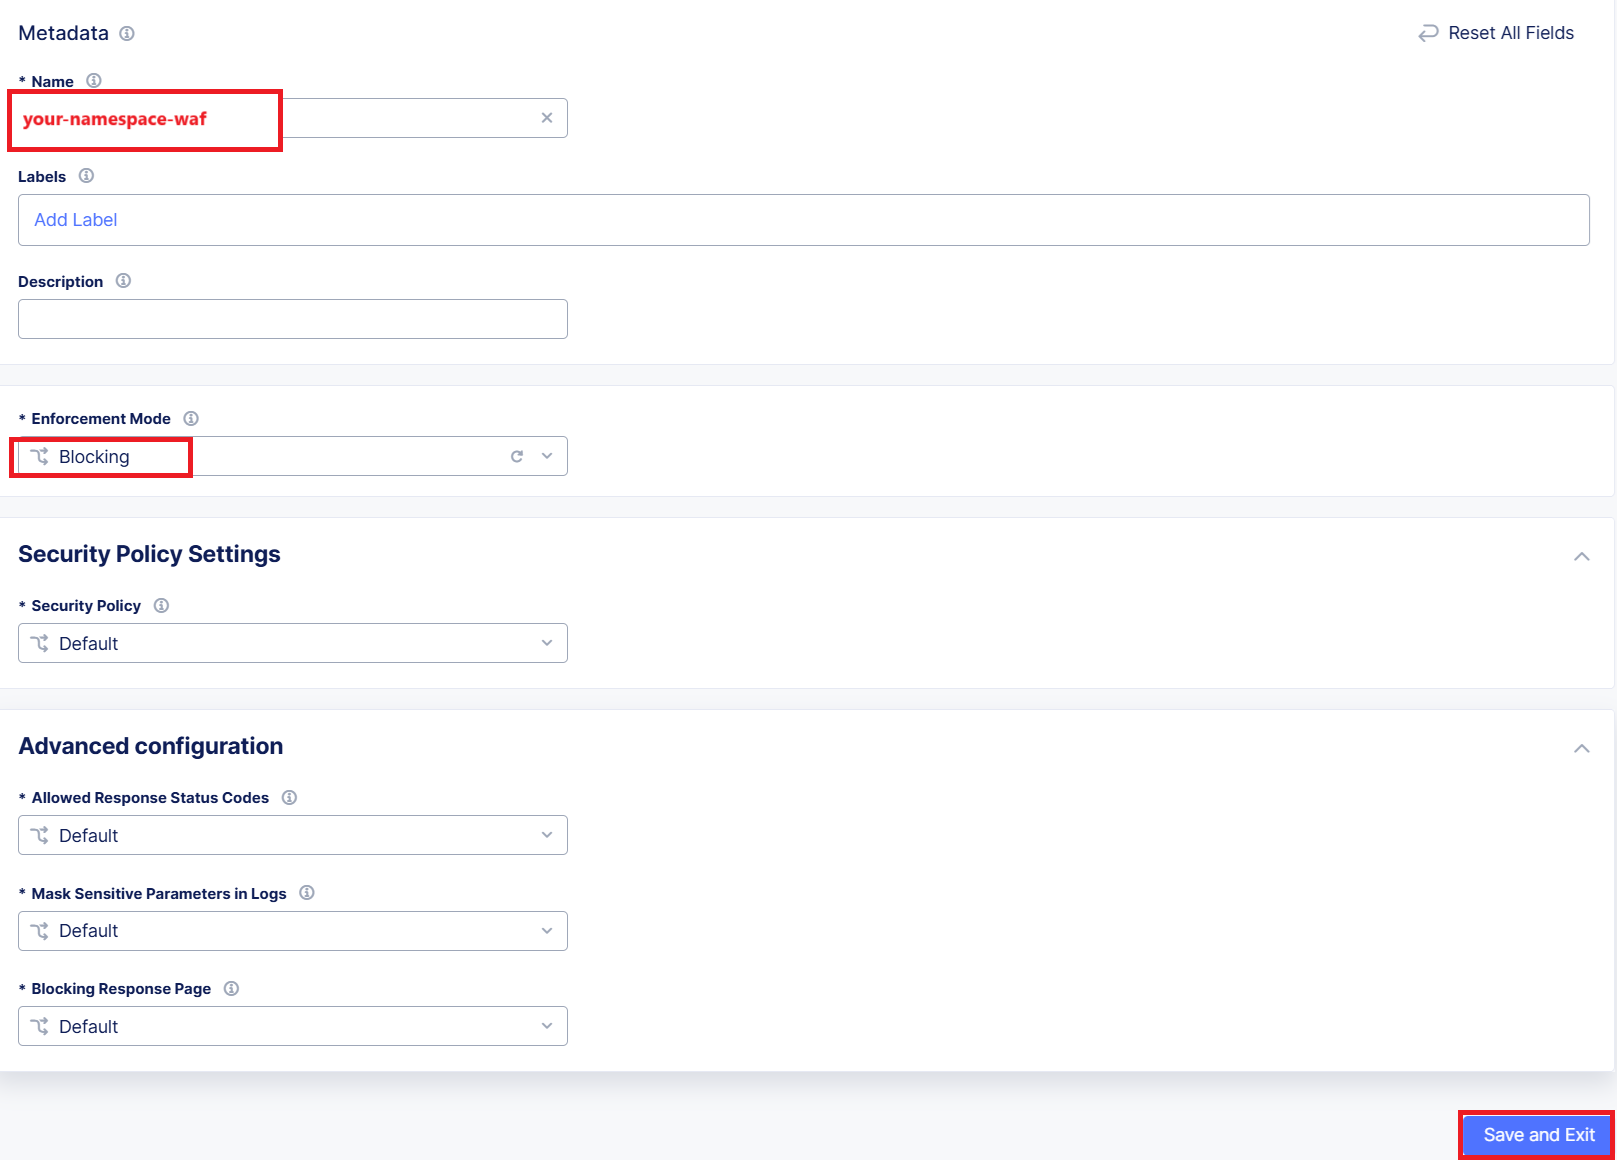 Metadata
Reset All Fields
* Name
your-namespace-waf
Labels
Add Label
Description
* Enforcement Mode
Blocking
Security Policy Settings
* Security Policy
Default
Advanced configuration
* Allowed Response Status Codes
Default
* Mask Sensitive Parameters in Logs
Default
* Blocking Response Page
Default
Save and Exit